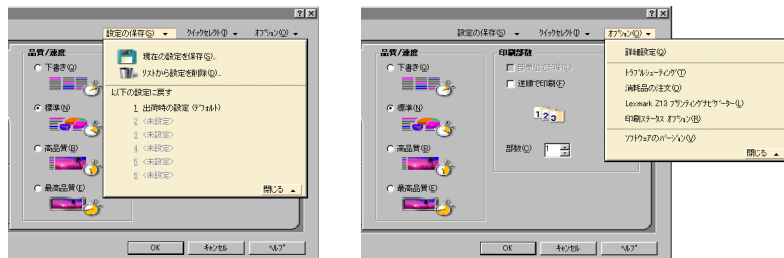 設定の保存(S) クイックセレクト(I) オプション(O)
現在の設定を保存(S)...
リストから設定を削除(D)...
以下の設定に戻す
1 出荷時の設定 (デフォルト)
2 <未設定>
3 <未設定>
4 <未設定>
5 <未設定>
6 <未設定>
閉じる
品質/速度
下書き(Q)
標準(N)
高品質(B)
最高品質(E)
OK キャンセル ヘルプ
設定の保存(S) クイックセレクト(I) オプション(O)
詳細設定(O)
トラブルシューティング(T)
消耗品の注文(O)
Lexmark Z13 プリンティングナビゲーター(L)
印刷ステータス オプション(R)
ソフトウェアのバージョン(V)
閉じる
品質/速度
下書き(Q)
標準(N)
高品質(B)
最高品質(E)
印刷部数
部単位で印刷(C)
逆順で印刷(F)
1 2 3
部数(C) 1
OK キャンセル ヘルプ